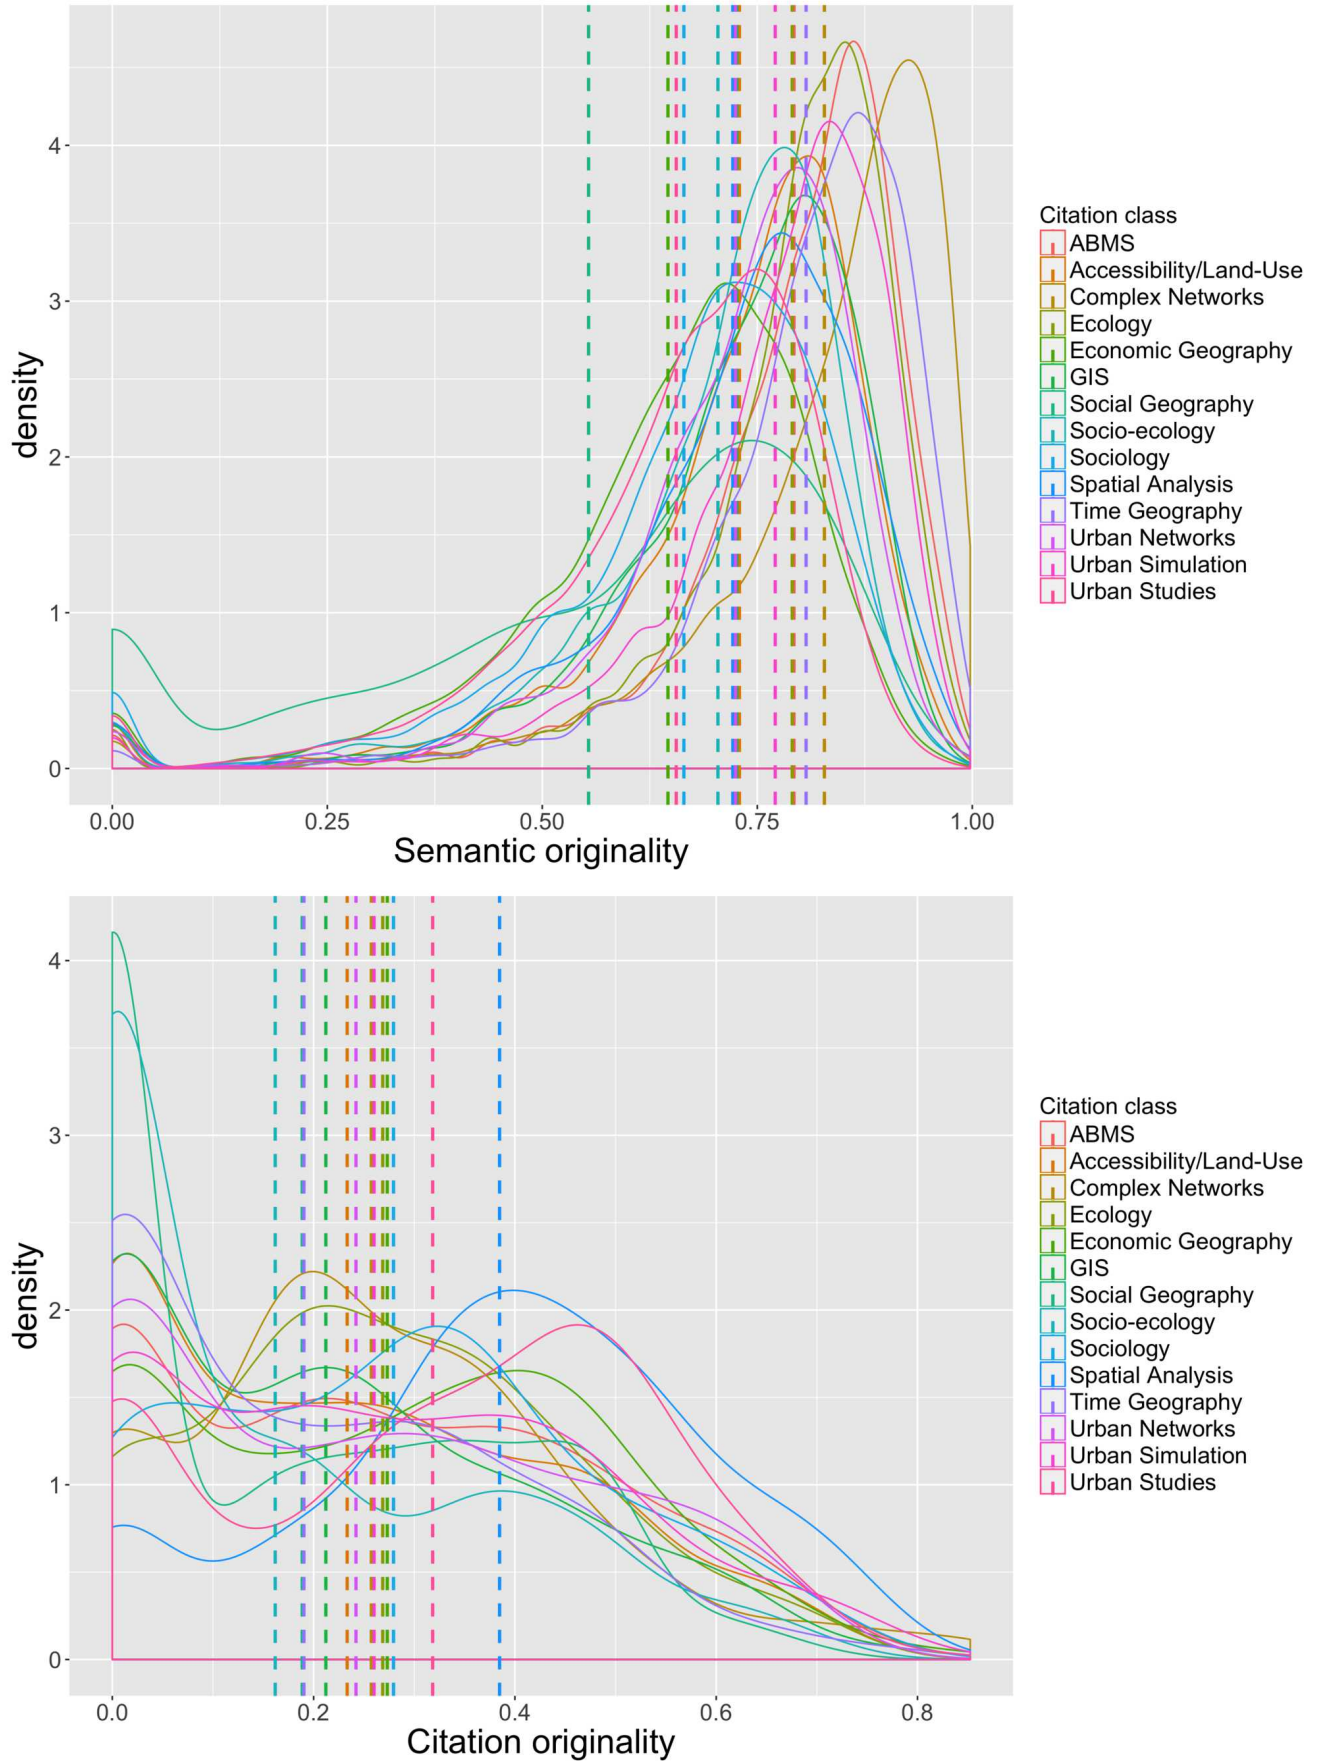 4
3
2
1
0
density
0.00 0.25 0.50 0.75 1.00
Semantic originality
Citation class
ABMS
Accessibility/Land-Use
Complex Networks
Ecology
Economic Geography
GIS
Social Geography
Socio-ecology
Sociology
Spatial Analysis
Time Geography
Urban Networks
Urban Simulation
Urban Studies
4
3
2
1
0
density
0.0 0.2 0.4 0.6 0.8
Citation originality
Citation class
ABMS
Accessibility/Land-Use
Complex Networks
Ecology
Economic Geography
GIS
Social Geography
Socio-ecology
Sociology
Spatial Analysis
Time Geography
Urban Networks
Urban Simulation
Urban Studies